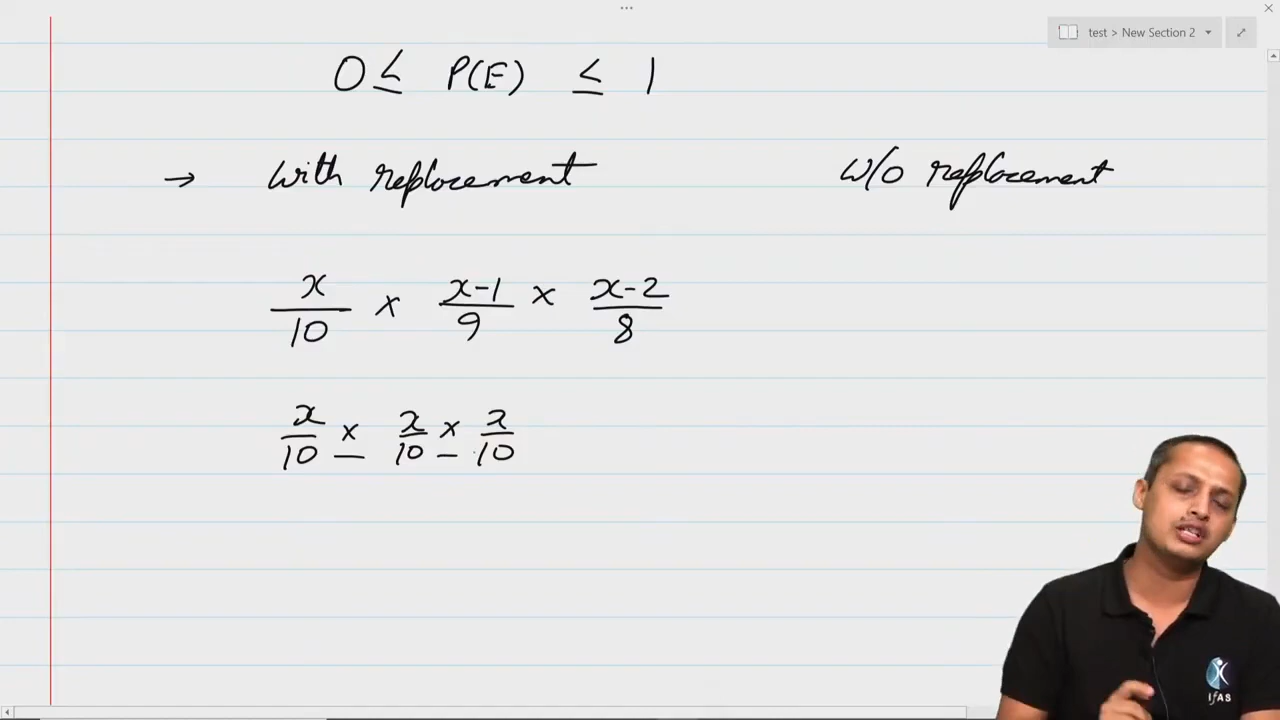 test > New Section 2
0 ≤ P(E) ≤ 1
→ with replacement w/o replacement
x/10 × x-1/9 × x-2/8
x/10 × x/10 × x/10
IFAS